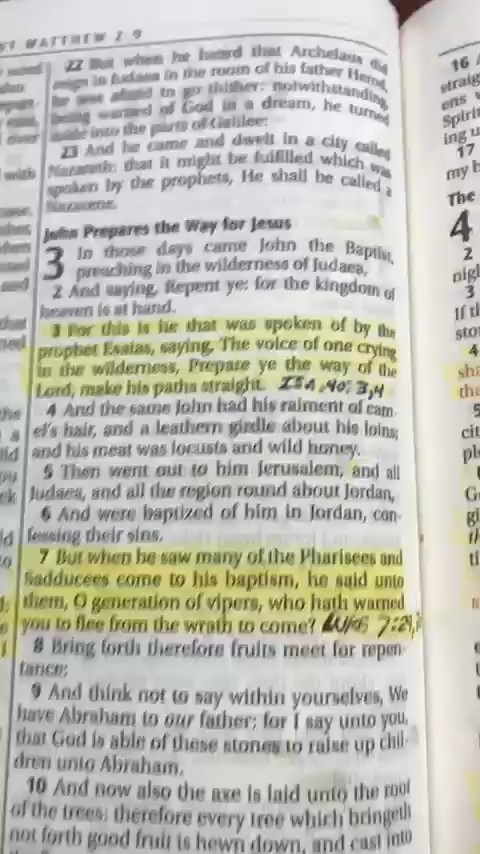 MATTHEW 2 9
22 But when he heard that Archelaus did
reign in Judaea in the room of his father Herod,
he was afraid to go thither: notwithstanding,
being warned of God in a dream, he turned
aside into the parts of Galilee:
23 And he came and dwelt in a city called
Nazareth: that it might be fulfilled which was
spoken by the prophets, He shall be called a
Nazarene.
John Prepares the Way for Jesus
3 In those days came John the Baptist,
preaching in the wilderness of Judaea,
2 And saying, Repent ye: for the kingdom of
heaven is at hand.
3 For this is he that was spoken of by the
prophet Esaias, saying, The voice of one crying
in the wilderness, Prepare ye the way of the
Lord, make his paths straight. ISA. 40: 3,4
4 And the same John had his raiment of cam-
el's hair, and a leathern girdle about his loins;
and his meat was locusts and wild honey.
5 Then went out to him Jerusalem, and all
Judaea, and all the region round about Jordan,
6 And were baptized of him in Jordan, con-
fessing their sins.
7 But when he saw many of the Pharisees and
Sadducees come to his baptism, he said unto
them, O generation of vipers, who hath warned
you to flee from the wrath to come? LUKE 7:29,
8 Bring forth therefore fruits meet for repen-
tance:
9 And think not to say within yourselves, We
have Abraham to our father: for I say unto you,
that God is able of these stones to raise up chil-
dren unto Abraham.
10 And now also the axe is laid unto the root
of the trees: therefore every tree which bringeth
not forth good fruit is hewn down, and cast into
16
straig
ens
Spirit
ing u
17
my b
The
4
2
nigh
3
If th
sto
4
sha
tha
5
cit
pl